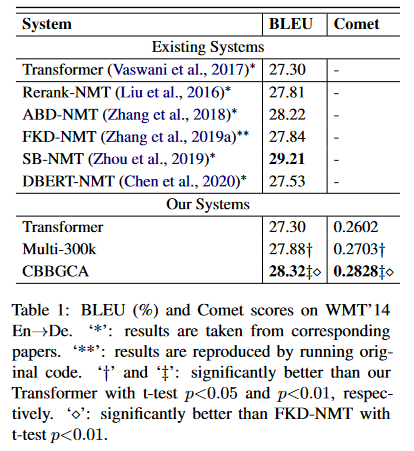 System BLEU Comet
Existing Systems
Transformer (Vaswani et al., 2017)* 27.30 -
Rerank-NMT (Liu et al., 2016)* 27.81 -
ABD-NMT (Zhang et al., 2018)* 28.22 -
FKD-NMT (Zhang et al., 2019a)** 27.84 -
SB-NMT (Zhou et al., 2019)* 29.21 -
DBERT-NMT (Chen et al., 2020)* 27.53 -
Our Systems
Transformer 27.30 0.2602
Multi-300k 27.88† 0.2703†
CBBGCA 28.32‡⋄ 0.2828‡⋄
Table 1: BLEU (%) and Comet scores on WMT'14
En→De. ‘*’: results are taken from corresponding
papers. ‘**’: results are reproduced by running orig-
inal code. ‘†’ and ‘‡’: significantly better than our
Transformer with t-test p<0.05 and p<0.01, respec-
tively. ‘⋄’: significantly better than FKD-NMT with
t-test p<0.01.